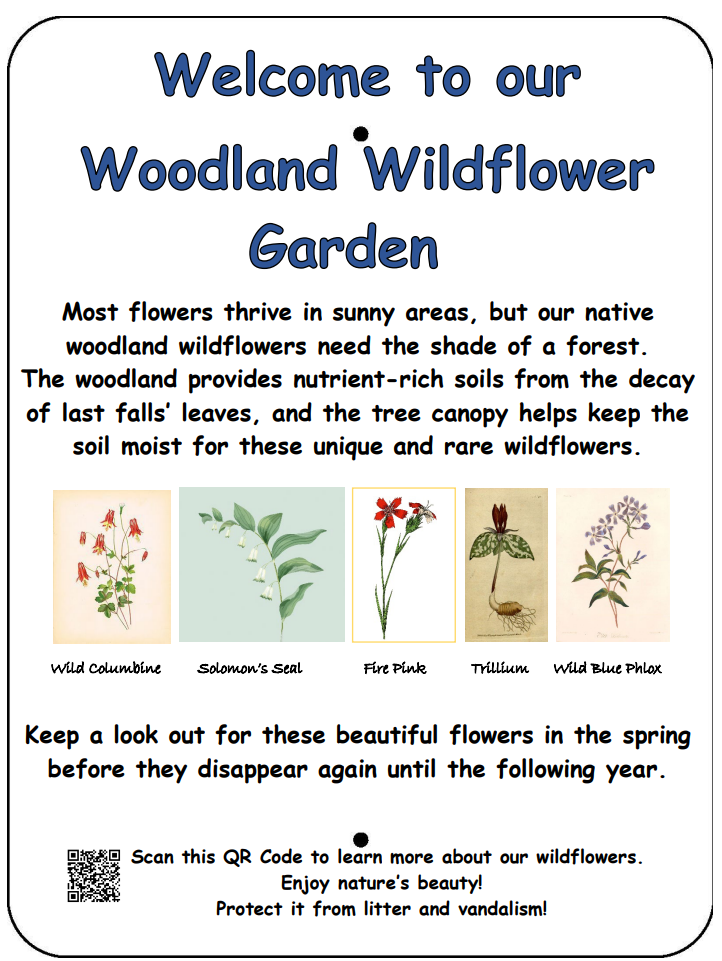 Welcome to our
Woodland Wildflower
Garden
Most flowers thrive in sunny areas, but our native
woodland wildflowers need the shade of a forest.
The woodland provides nutrient-rich soils from the decay
of last falls’ leaves, and the tree canopy helps keep the
soil moist for these unique and rare wildflowers.
Wild Columbine
Solomon's Seal
Fire Pink
Trillium
Wild Blue Phlox
Keep a look out for these beautiful flowers in the spring
before they disappear again until the following year.
Scan this QR Code to learn more about our wildflowers.
Enjoy nature’s beauty!
Protect it from litter and vandalism!